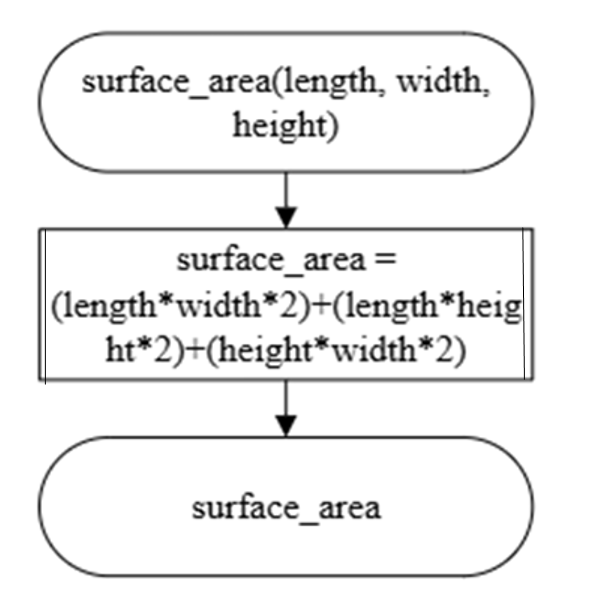 surface_area(length, width,
height)
surface_area =
(length*width*2)+(length*heig
ht*2)+(height*width*2)
surface_area